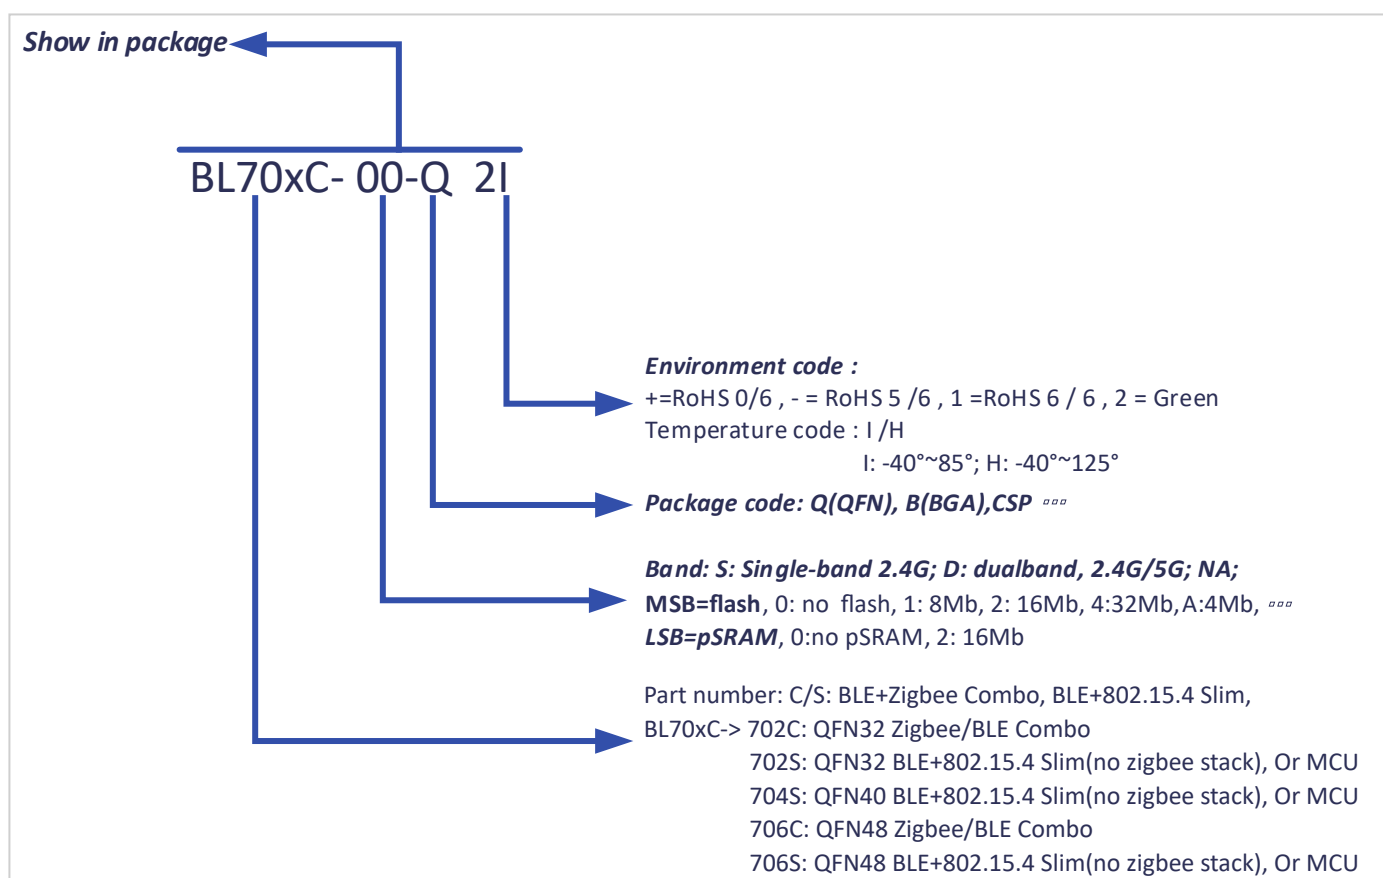 Show in package
BL70xC- 00-Q 2I
Environment code :
+=RoHS 0/6 , - = RoHS 5 /6 , 1 =RoHS 6 / 6 , 2 = Green
Temperature code : I /H
I: -40°~85°; H: -40°~125°
Package code: Q(QFN), B(BGA),CSP ▫▫▫
Band: S: Single-band 2.4G; D: dualband, 2.4G/5G; NA;
MSB=flash, 0: no flash, 1: 8Mb, 2: 16Mb, 4:32Mb,A:4Mb, ▫▫▫
LSB=pSRAM, 0:no pSRAM, 2: 16Mb
Part number: C/S: BLE+Zigbee Combo, BLE+802.15.4 Slim,
BL70xC-> 702C: QFN32 Zigbee/BLE Combo
702S: QFN32 BLE+802.15.4 Slim(no zigbee stack), Or MCU
704S: QFN40 BLE+802.15.4 Slim(no zigbee stack), Or MCU
706C: QFN48 Zigbee/BLE Combo
706S: QFN48 BLE+802.15.4 Slim(no zigbee stack), Or MCU